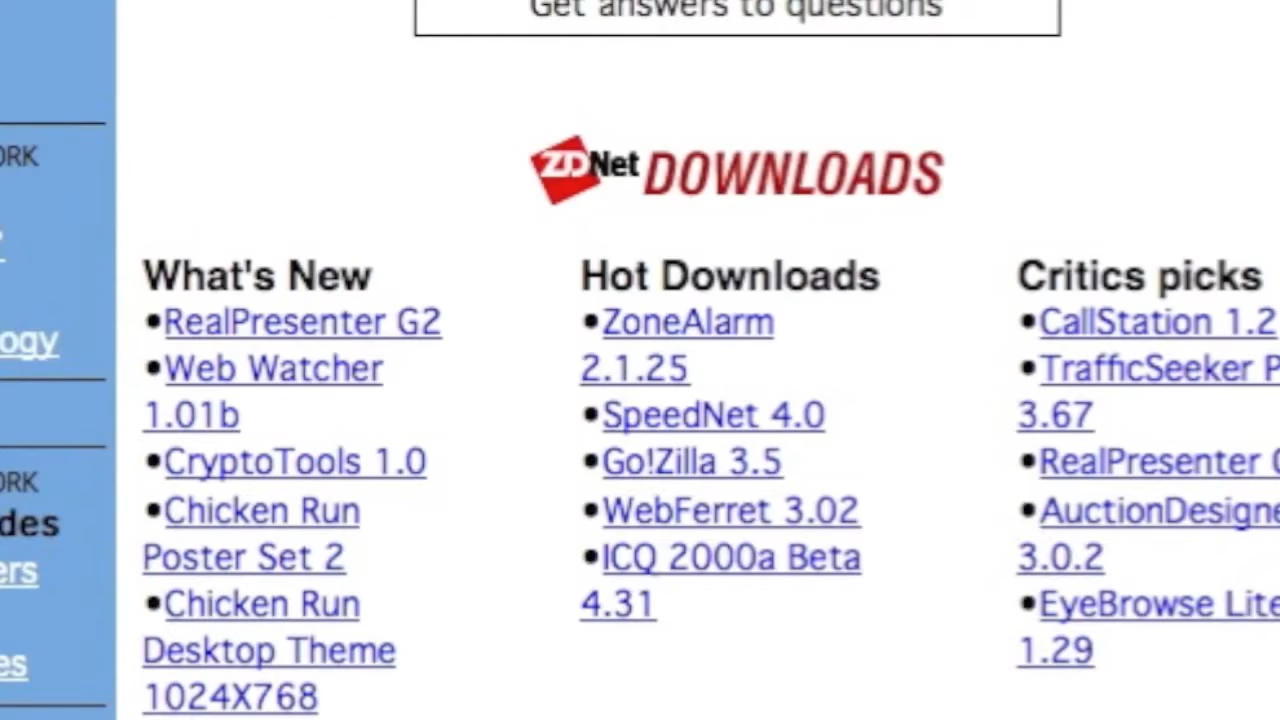 Get answers to questions
ORK
ogy
ORK
des
ers
es
ZDNet DOWNLOADS
What's New
•RealPresenter G2
•Web Watcher
1.01b
•CryptoTools 1.0
•Chicken Run
Poster Set 2
•Chicken Run
Desktop Theme
1024X768
Hot Downloads
•ZoneAlarm
2.1.25
•SpeedNet 4.0
•Go!Zilla 3.5
•WebFerret 3.02
•ICQ 2000a Beta
4.31
Critics picks
•CallStation 1.2
•TrafficSeeker P
3.67
•RealPresenter
•AuctionDesigne
3.0.2
•EyeBrowse Lite
1.29